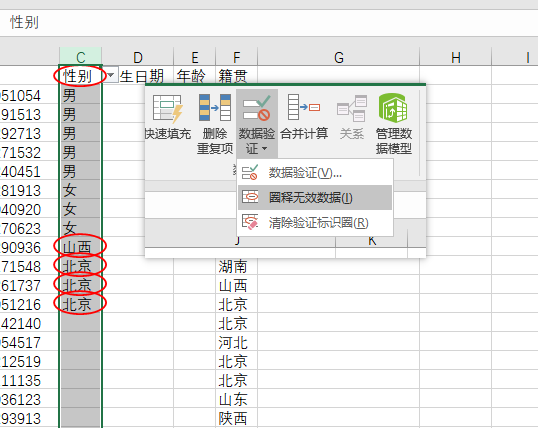 性别
C D E F G H I
性别 生日期 年龄 籍贯
51054 男
91513 男
92713 男
71532 男
40451 男
81913 女
40920 女
70623 女
90936 山西
71548 北京 湖南
61737 北京 山西
51216 北京 北京
42140 北京
54517 河北
12519 北京
11135 北京
36123 山东
93913 陕西
快速填充 删除 数据验 合并计算 关系 管理数
重复项 证 据模型
数据验证(V)...
圈释无效数据(I)
清除验证标识圈(R)
J K